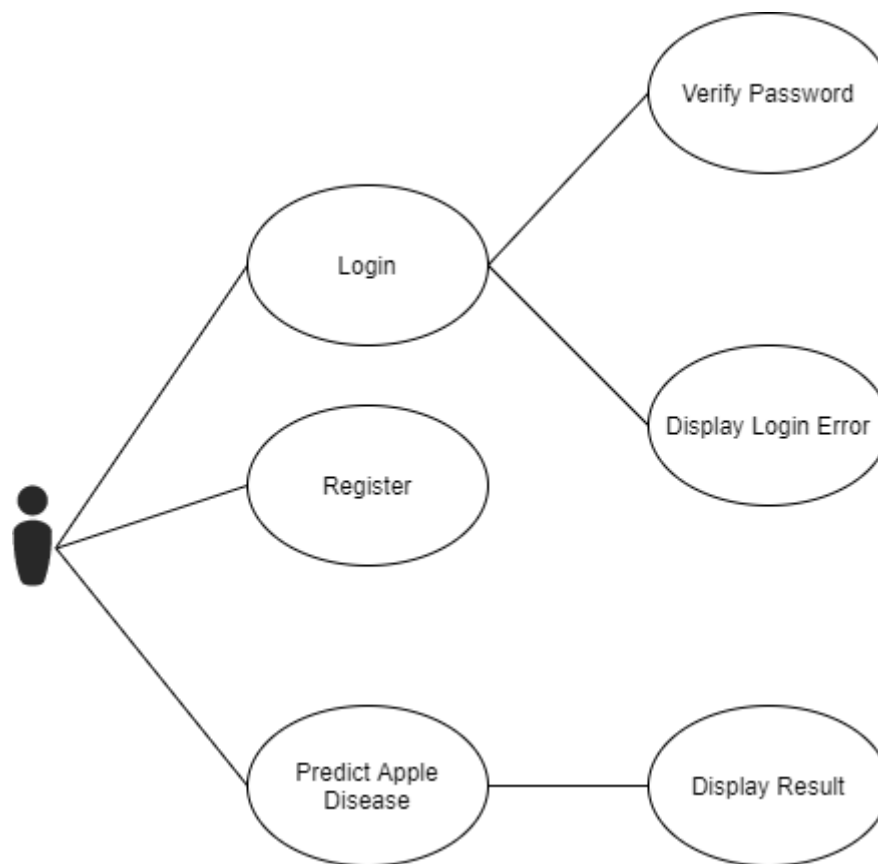 Verify Password
Login
Display Login Error
Register
Predict Apple
Disease
Display Result